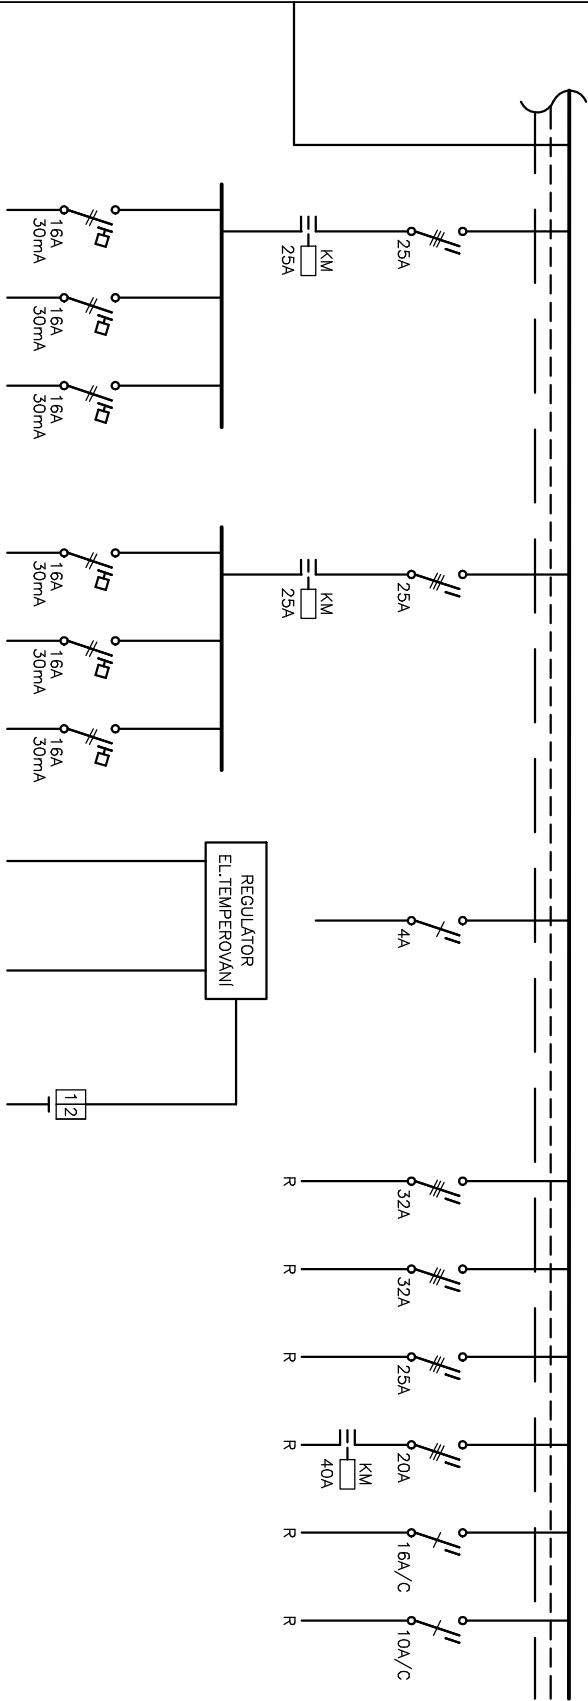 25A
KM
25A
16A
30mA
16A
30mA
16A
30mA
25A
KM
25A
16A
30mA
16A
30mA
16A
30mA
4A
REGULÁTOR
EL.TEMPEROVÁNÍ
1 2
32A
R
32A
R
25A
R
20A
KM
40A
R
16A/C
R
10A/C
R